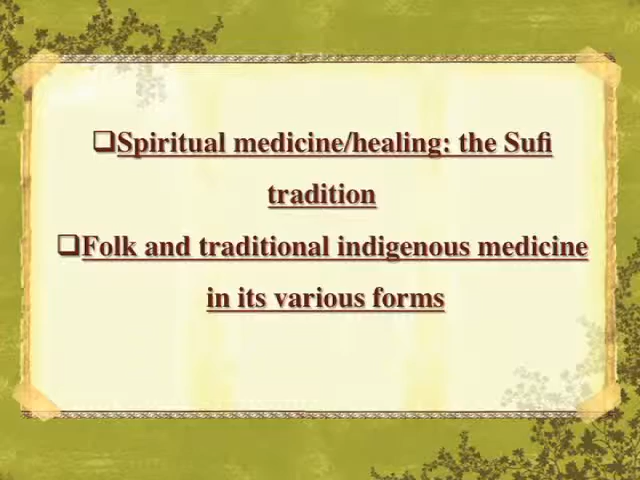 ❑Spiritual medicine/healing: the Sufi
tradition
❑Folk and traditional indigenous medicine
in its various forms